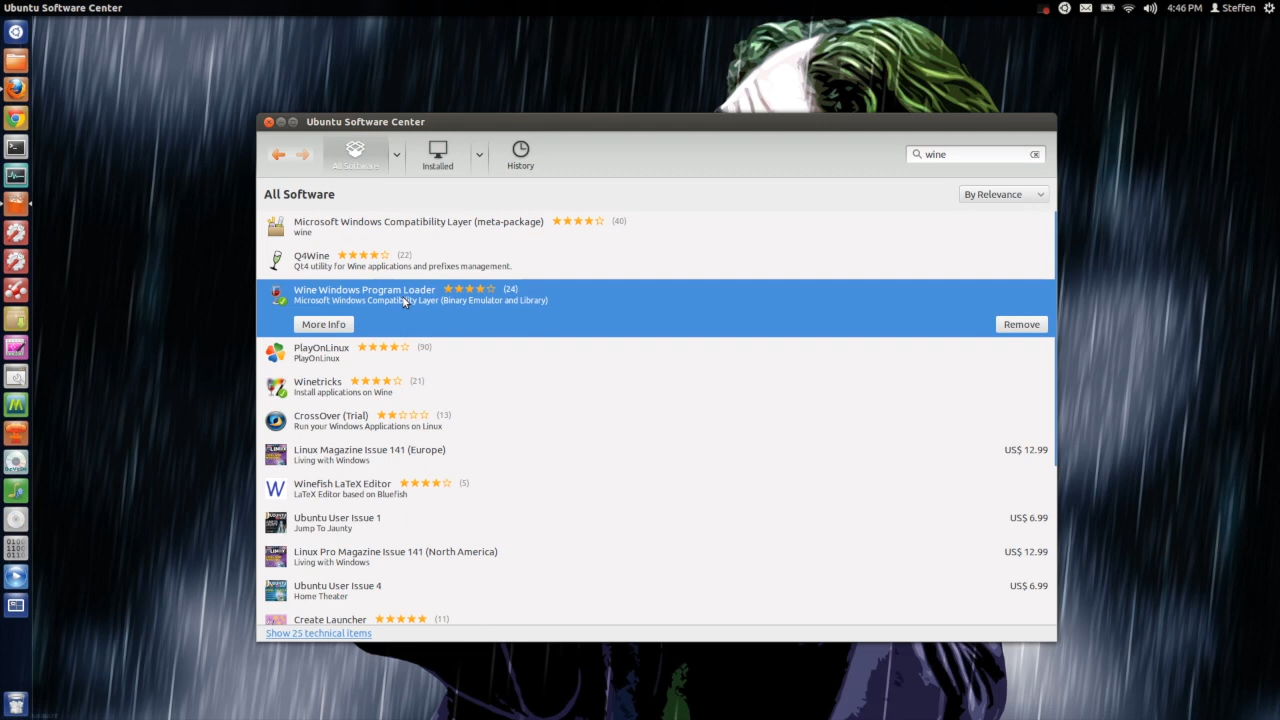 Ubuntu Software Center
4:46 PM
Steffen
Ubuntu Software Center
All Software
Installed
History
wine
All Software
By Relevance
Microsoft Windows Compatibility Layer (meta-package)
(40)
wine
Q4Wine
(22)
Qt4 utility for Wine applications and prefixes management.
Wine Windows Program Loader
(24)
Microsoft Windows Compatibility Layer (Binary Emulator and Library)
More Info
Remove
PlayOnLinux
(90)
PlayOnLinux
Winetricks
(21)
Install applications on Wine
CrossOver (Trial)
(13)
Run your Windows Applications on Linux
Linux Magazine Issue 141 (Europe)
US$ 12.99
Living with Windows
Winefish LaTeX Editor
(5)
LaTeX Editor based on Bluefish
Ubuntu User Issue 1
US$ 6.99
Jump To Jaunty
Linux Pro Magazine Issue 141 (North America)
US$ 12.99
Living with Windows
Ubuntu User Issue 4
US$ 6.99
Home Theater
Create Launcher
(11)
Show 25 technical items